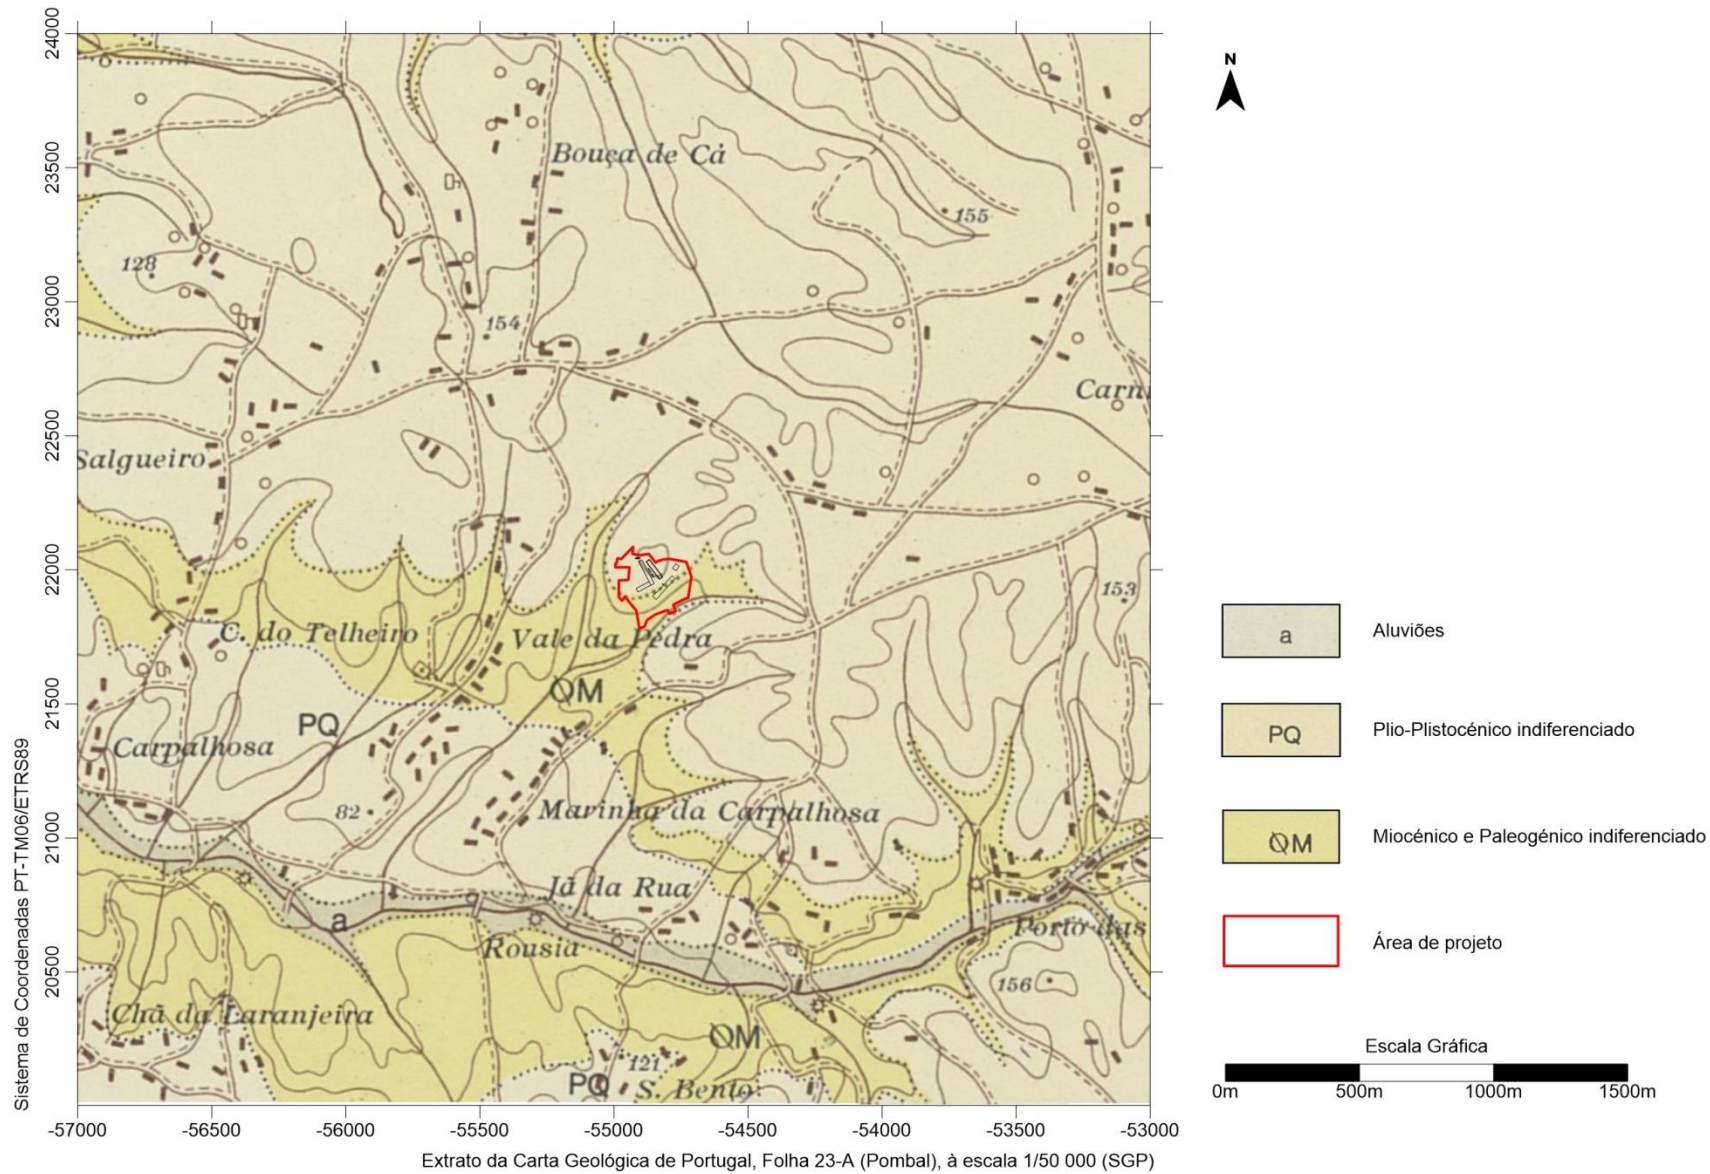 24000
23500
23000
22500
22000
21500
21000
20500
Sistema de Coordenadas PT-TM06/ETRS89
Bouça de Cá
155
128
154
Carn
Salgueiro
153
C. do Telheiro
Vale da Pedra
ØM
PQ
Carpalhosa
82
Marinha da Carpalhosa
Já da Rua
a
Rousia
Porto das
156
Chã da Laranjeira
ØM
121
PQ
S. Bento
-57000
-56500
-56000
-55500
-55000
-54500
-54000
-53500
-53000
Extrato da Carta Geológica de Portugal, Folha 23-A (Pombal), à escala 1/50 000 (SGP)
N
a
Aluviões
PQ
Plio-Plistocénico indiferenciado
ØM
Miocénico e Paleogénico indiferenciado
Área de projeto
Escala Gráfica
0m
500m
1000m
1500m